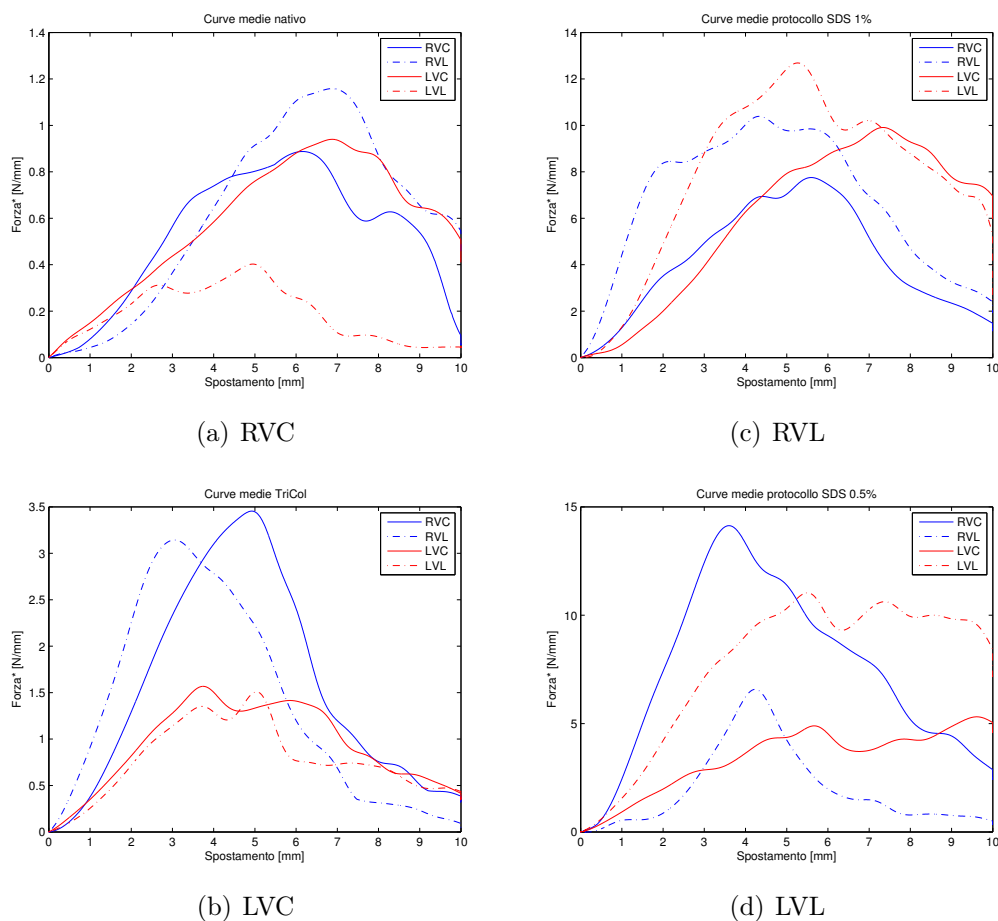 Curve medie nativo
1.4
1.2
1
0.8
0.6
0.4
0.2
0
Forza* [N/mm]
0 1 2 3 4 5 6 7 8 9 10
Spostamento [mm]
RVC
RVL
LVC
LVL
(a) RVC
Curve medie protocollo SDS 1%
14
12
10
8
6
4
2
0
Forza* [N/mm]
0 1 2 3 4 5 6 7 8 9 10
Spostamento [mm]
RVC
RVL
LVC
LVL
(c) RVL
Curve medie TriCol
3.5
3
2.5
2
1.5
1
0.5
0
Forza* [N/mm]
0 1 2 3 4 5 6 7 8 9 10
Spostamento [mm]
RVC
RVL
LVC
LVL
(b) LVC
Curve medie protocollo SDS 0.5%
15
10
5
0
Forza* [N/mm]
0 1 2 3 4 5 6 7 8 9 10
Spostamento [mm]
RVC
RVL
LVC
LVL
(d) LVL